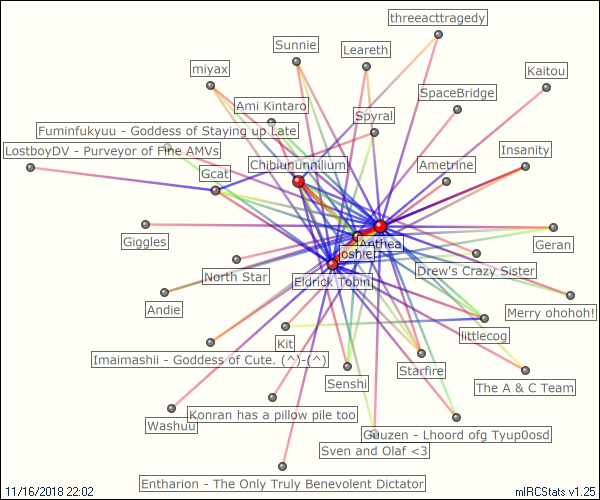 threeacttragedy
Sunnie
Leareth
miyax
Kaitou
SpaceBridge
Ami Kintaro
Spyral
Fuminfukyuu - Goddess of Staying up Late
LostboyDV - Purveyor of Fine AMVs
Insanity
Chibiununnilium
Ametrine
Gcat
Giggles
Anthea
Geran
oshier
North Star
Drew's Crazy Sister
Eldrick Tobin
Andie
Merry ohohoh!
littlecog
Kit
Imaimashii - Goddess of Cute. (^)-(^)
Starfire
Senshi
The A & C Team
Washuu
Konran has a pillow pile too
Guuzen - Lhoord ofg Tyup0osd
Sven and Olaf <3
Entharion - The Only Truly Benevolent Dictator
11/16/2018 22:02
mIRCStats v1.25